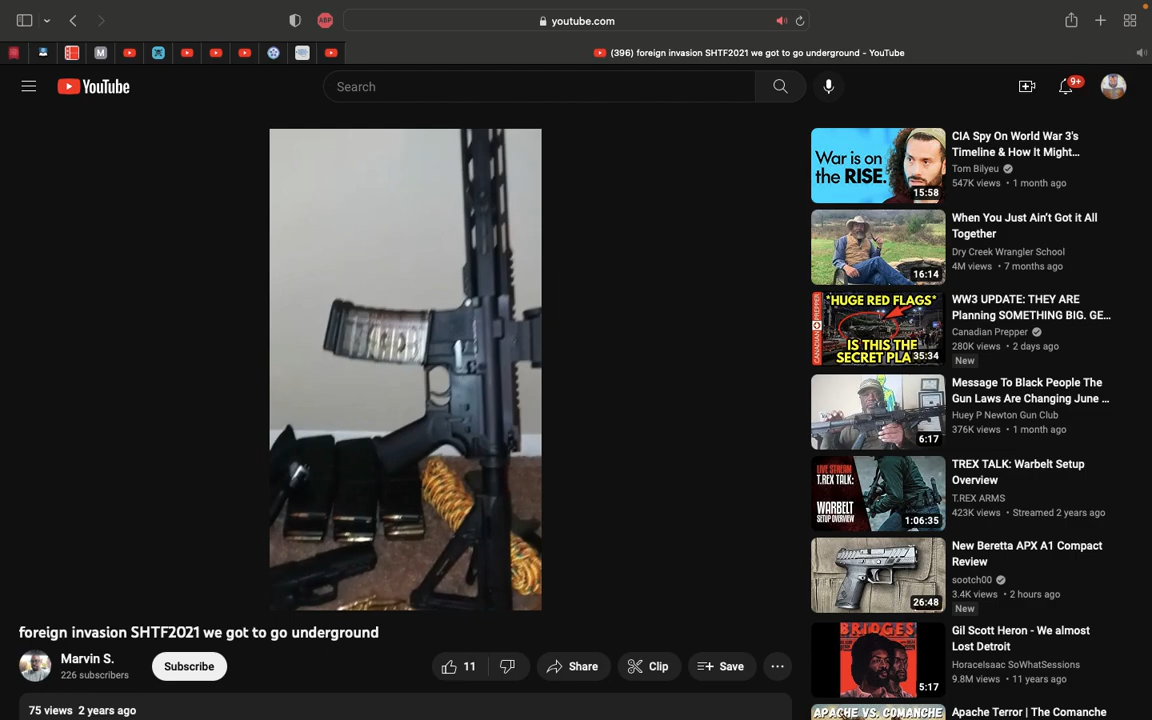 ABP
youtube.com
M
(396) foreign invasion SHTF2021 we got to go underground - YouTube
YouTube
Search
9+
foreign invasion SHTF2021 we got to go underground
Marvin S.
226 subscribers
Subscribe
11
Share
Clip
Save
75 views 2 years ago
War is on
the RISE.
15:58
CIA Spy On World War 3's
Timeline & How It Might...
Tom Bilyeu
547K views • 1 month ago
16:14
When You Just Ain't Got it All
Together
Dry Creek Wrangler School
4M views • 7 months ago
*HUGE RED FLAGS*
CANADIAN PREPPER
IS THIS THE
SECRET PLA
35:34
WW3 UPDATE: THEY ARE
Planning SOMETHING BIG. GE...
Canadian Prepper
280K views • 2 days ago
New
6:17
Message To Black People The
Gun Laws Are Changing June ...
Huey P Newton Gun Club
376K views • 1 month ago
LIVE STREAM
T.REX TALK:
WARBELT
SETUP OVERVIEW
1:06:35
TREX TALK: Warbelt Setup
Overview
T.REX ARMS
423K views • Streamed 2 years ago
26:48
New Beretta APX A1 Compact
Review
sootch00
3.4K views • 2 hours ago
New
BRIDGES
5:17
Gil Scott Heron - We almost
Lost Detroit
HoraceIsaac SoWhatSessions
9.8M views • 11 years ago
APACHE VS. COMANCHE
Apache Terror | The Comanche